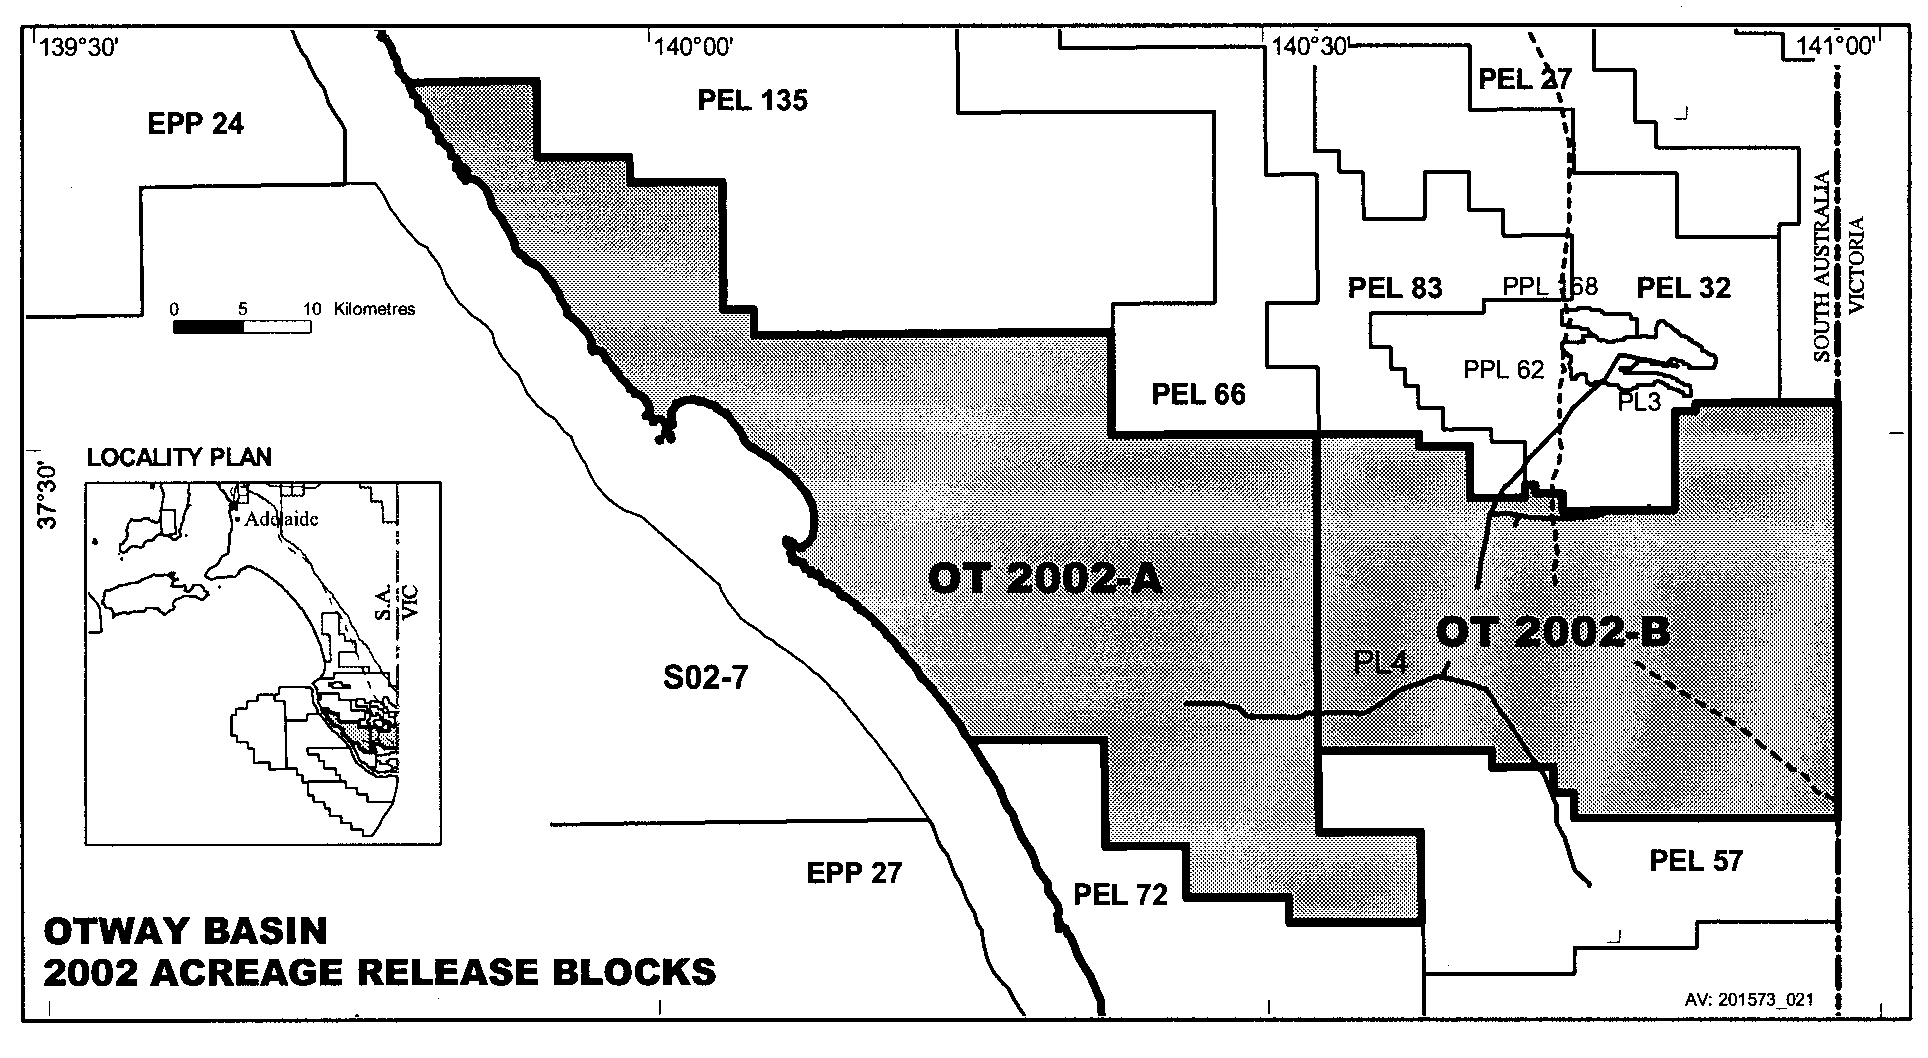 139°30'
140°00'
140°30'
141°00'
EPP 24
PEL 135
PEL 27
SOUTH AUSTRALIA
VICTORIA
PEL 83
PPL 168
PEL 32
0 5 10 Kilometres
PPL 62
PEL 66
PL3
37°30'
LOCALITY PLAN
Adelaide
S.A.
VIC
OT 2002-A
OT 2002-B
PL4
S02-7
EPP 27
PEL 72
PEL 57
OTWAY BASIN
2002 ACREAGE RELEASE BLOCKS
AV: 201573_021